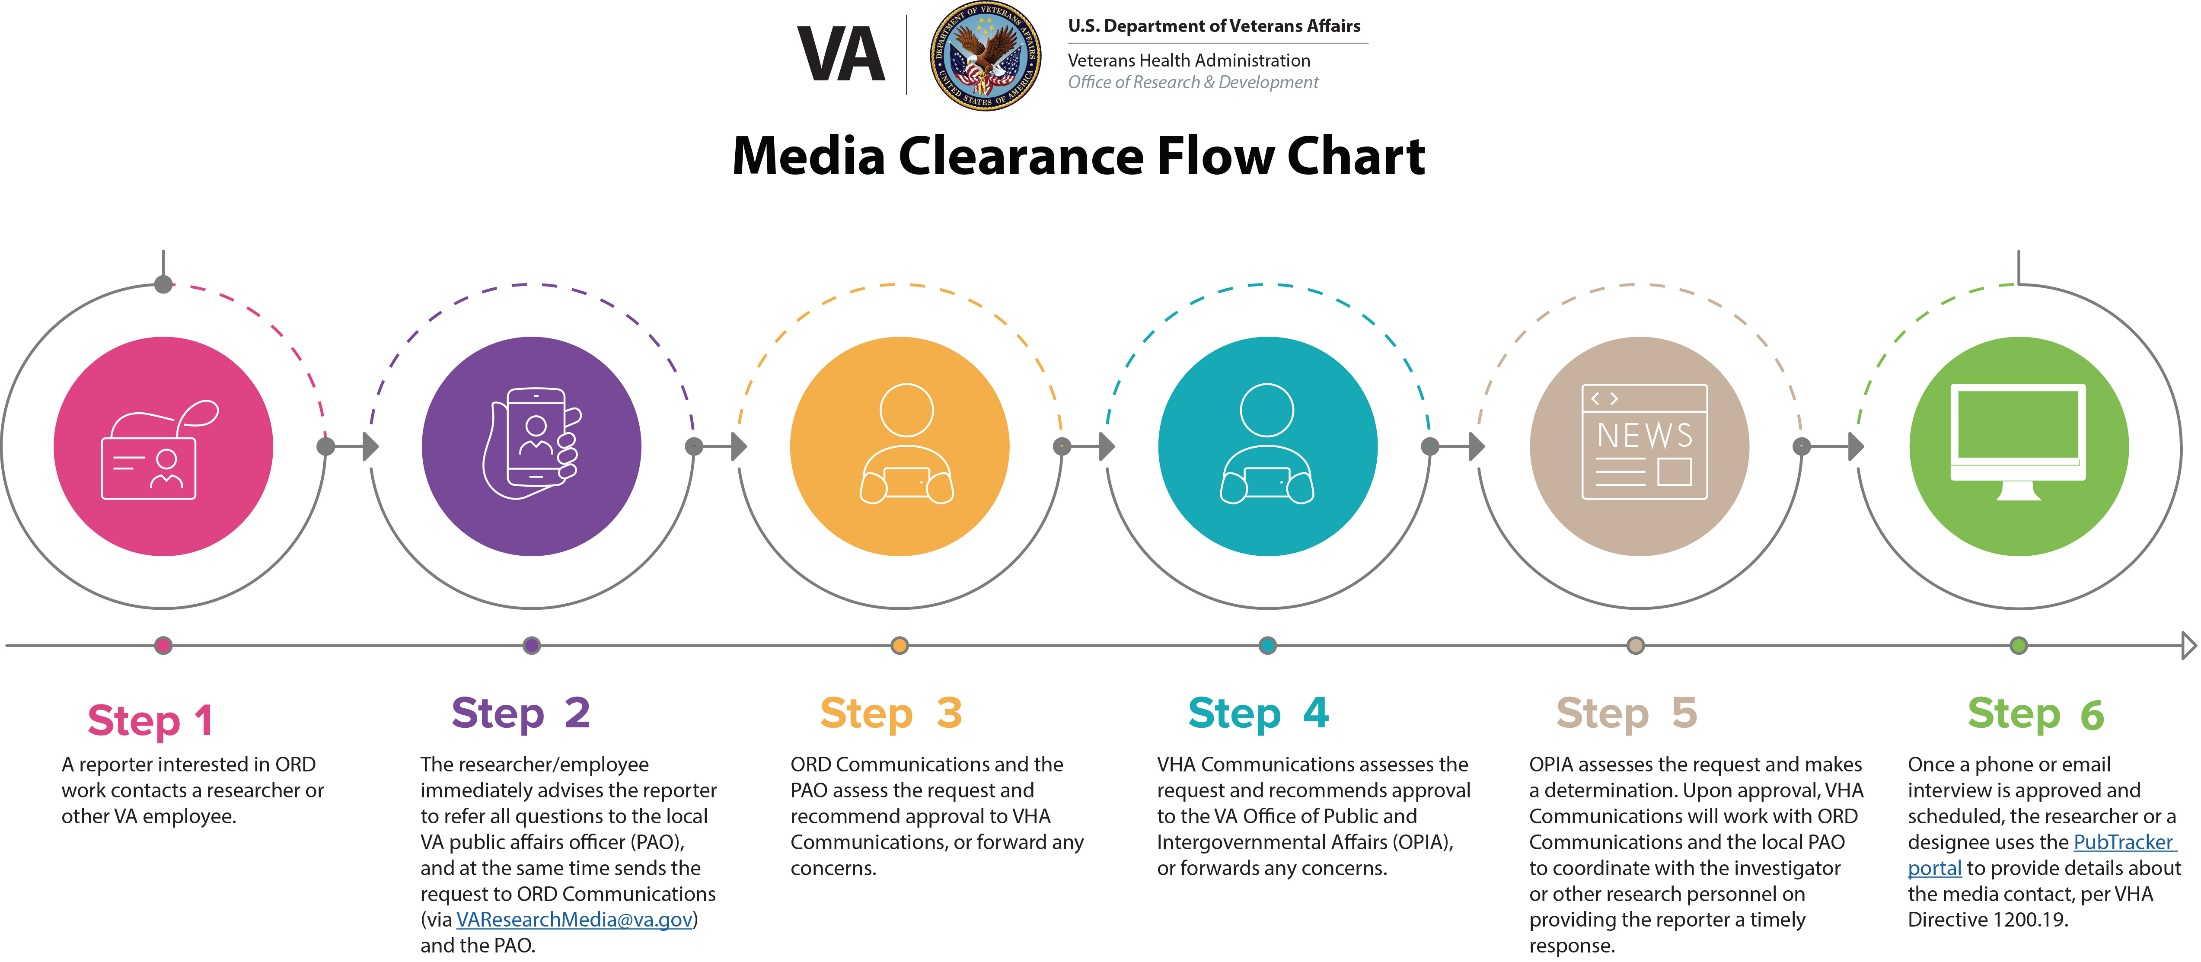 VA
DEPARTMENT OF VETERANS AFFAIRS
UNITED STATES OF AMERICA
U.S. Department of Veterans Affairs
Veterans Health Administration
Office of Research & Development
Media Clearance Flow Chart
NEWS
Step 1
A reporter interested in ORD
work contacts a researcher or
other VA employee.
Step 2
The researcher/employee
immediately advises the reporter
to refer all questions to the local
VA public affairs officer (PAO),
and at the same time sends the
request to ORD Communications
(via VAResearchMedia@va.gov)
and the PAO.
Step 3
ORD Communications and the
PAO assess the request and
recommend approval to VHA
Communications, or forward any
concerns.
Step 4
VHA Communications assesses the
request and recommends approval
to the VA Office of Public and
Intergovernmental Affairs (OPIA),
or forwards any concerns.
Step 5
OPIA assesses the request and makes
a determination. Upon approval, VHA
Communications will work with ORD
Communications and the local PAO
to coordinate with the investigator
or other research personnel on
providing the reporter a timely
response.
Step 6
Once a phone or email
interview is approved and
scheduled, the researcher or a
designee uses the PubTracker
portal to provide details about
the media contact, per VHA
Directive 1200.19.